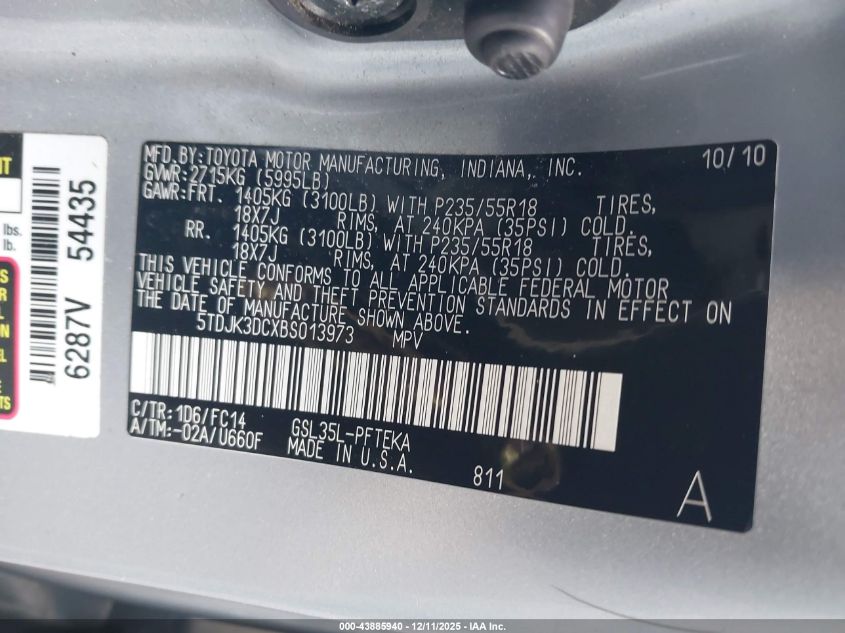 MFD.BY:TOYOTA MOTOR MANUFACTURING, INDIANA, INC. 10/10
GVWR:2715KG (5995LB)
GAWR:FRT. 1405KG (3100LB) WITH P235/55R18 TIRES,
18X7J RIMS, AT 240KPA (35PSI) COLD.
RR. 1405KG (3100LB) WITH P235/55R18 TIRES,
18X7J RIMS, AT 240KPA (35PSI) COLD.
THIS VEHICLE CONFORMS TO ALL APPLICABLE FEDERAL MOTOR
VEHICLE SAFETY AND THEFT PREVENTION STANDARDS IN EFFECT ON
THE DATE OF MANUFACTURE SHOWN ABOVE.
5TDJK3DCXBS013973 MPV
C/TR:1D6/FC14
A/TM:-02A/U660F
GSL35L-PFTEKA
MADE IN U.S.A.
811
A
6287V 54435
lbs.
lb.
000-43885940 - 12/11/2025 - IAA Inc.